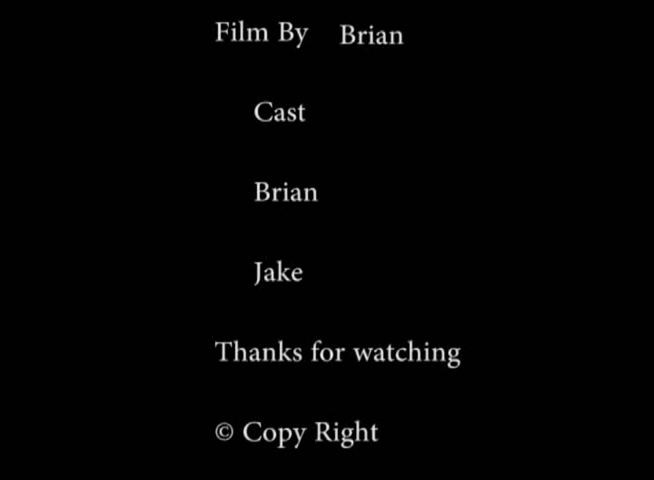 Film By Brian
Cast
Brian
Jake
Thanks for watching
© Copy Right